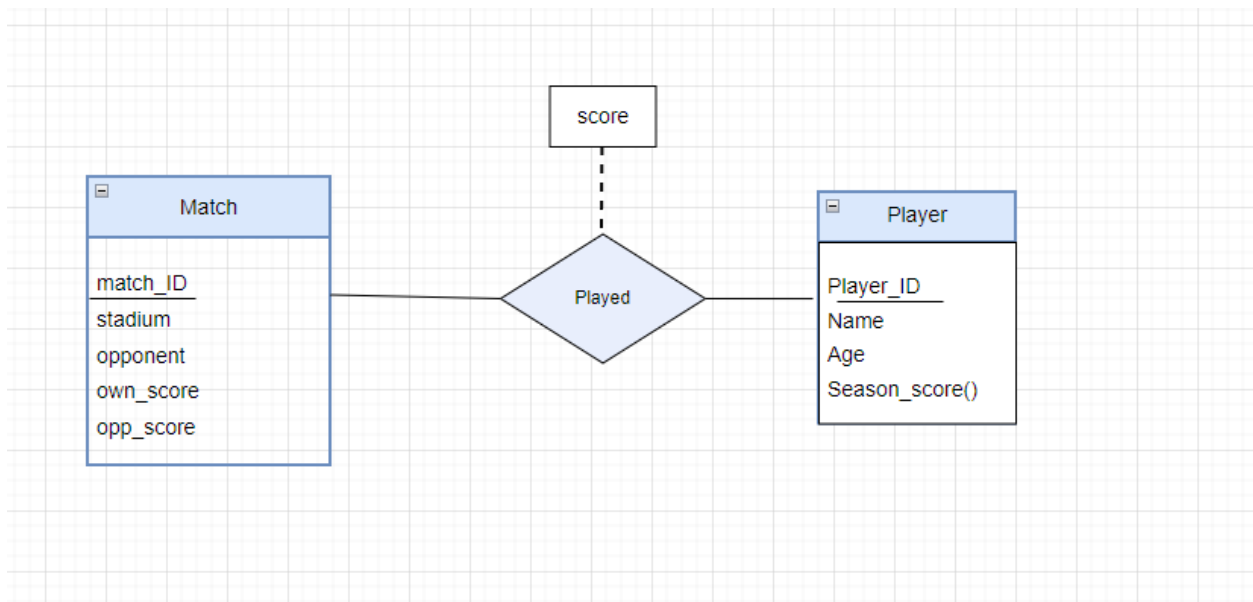 score
Match
match_ID
stadium
opponent
own_score
opp_score
Played
Player
Player_ID
Name
Age
Season_score()